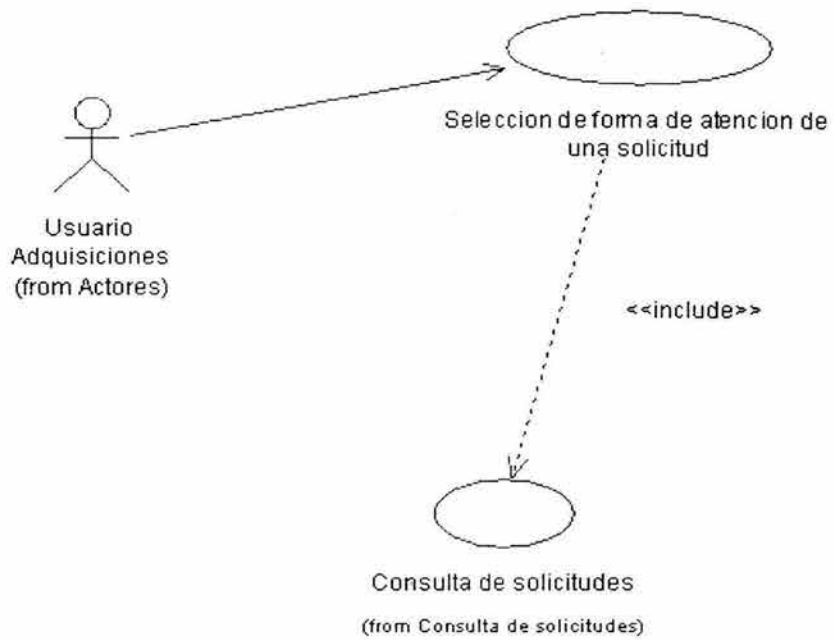 Seleccion de forma de atencion de
una solicitud
Usuario
Adquisiciones
(from Actores)
<<include>>
Consulta de solicitudes
(from Consulta de solicitudes)